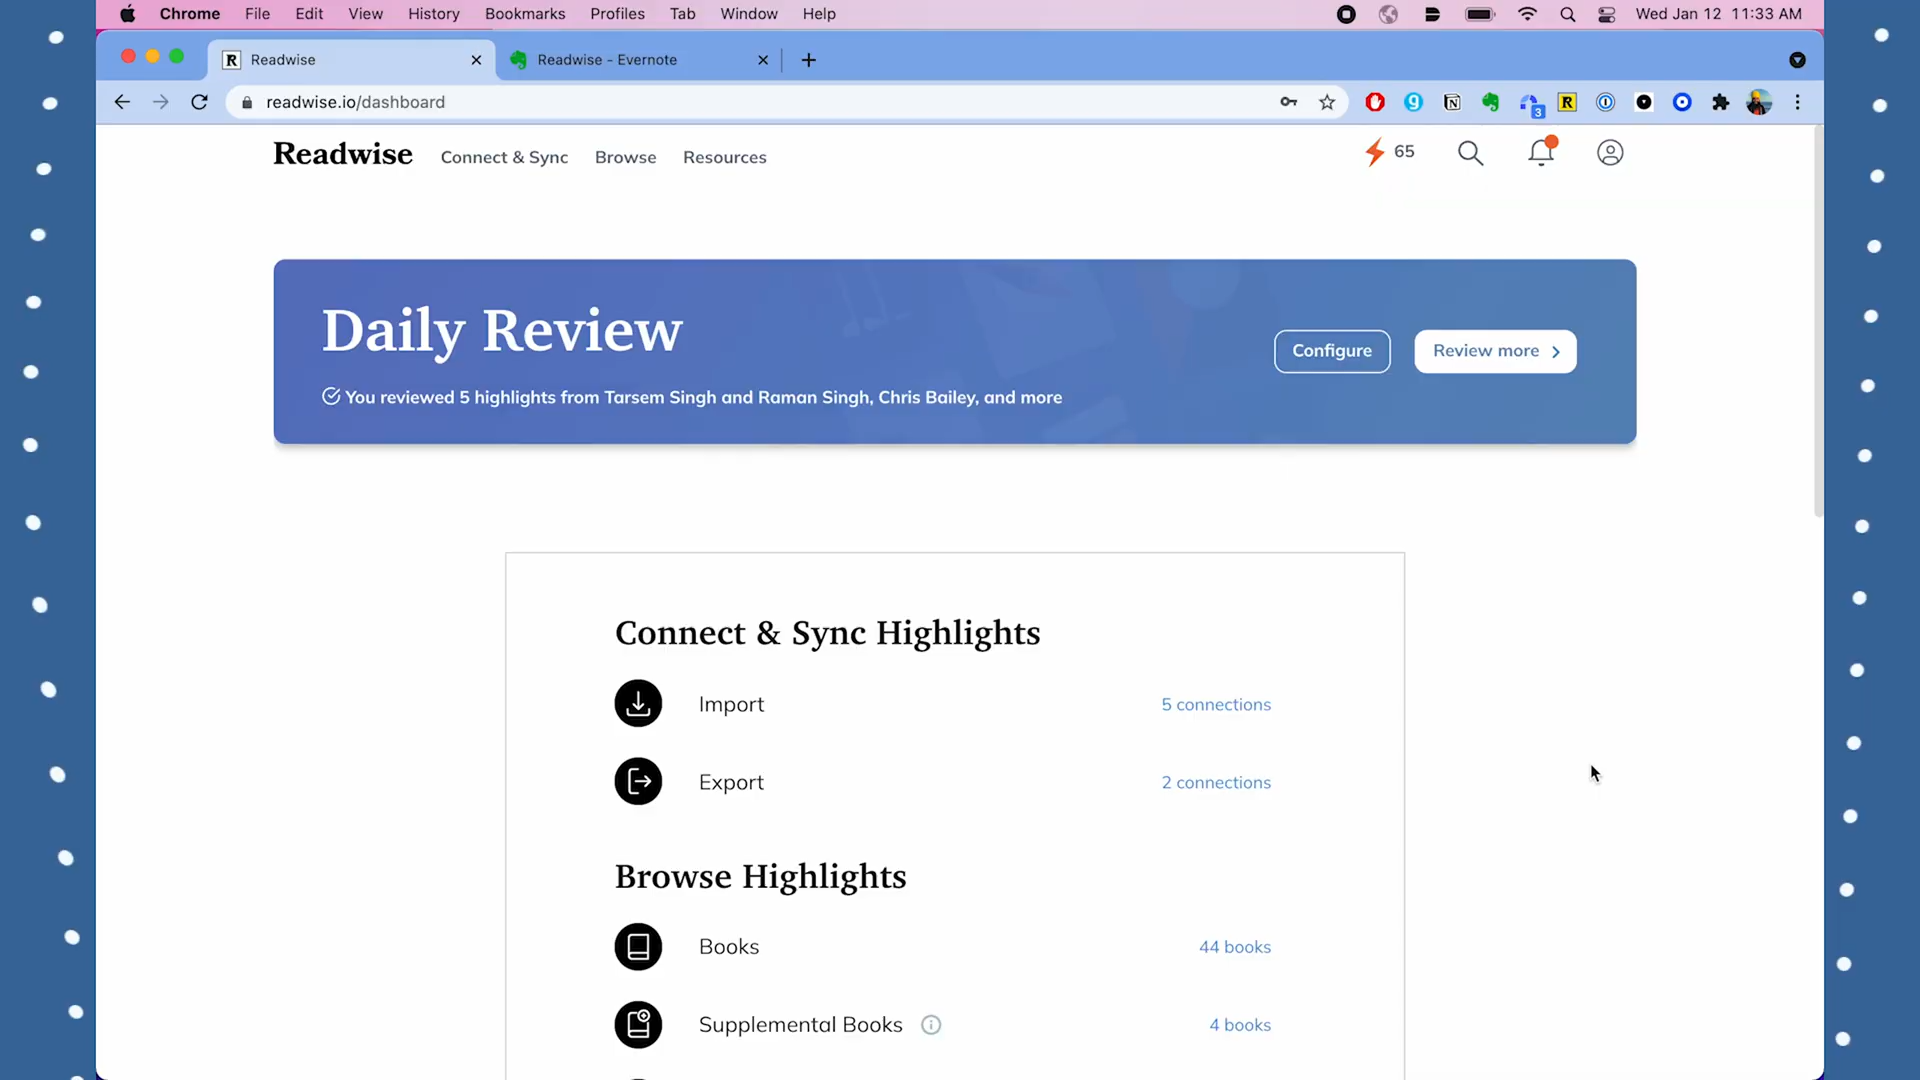 Chrome File Edit View History Bookmarks Profiles Tab Window Help Wed Jan 12 11:33 AM
Readwise Readwise - Evernote
readwise.io/dashboard 3
Readwise Connect & Sync Browse Resources 65
Daily Review
Configure Review more
You reviewed 5 highlights from Tarsem Singh and Raman Singh, Chris Bailey, and more
Connect & Sync Highlights
Import 5 connections
Export 2 connections
Browse Highlights
Books 44 books
Supplemental Books 4 books